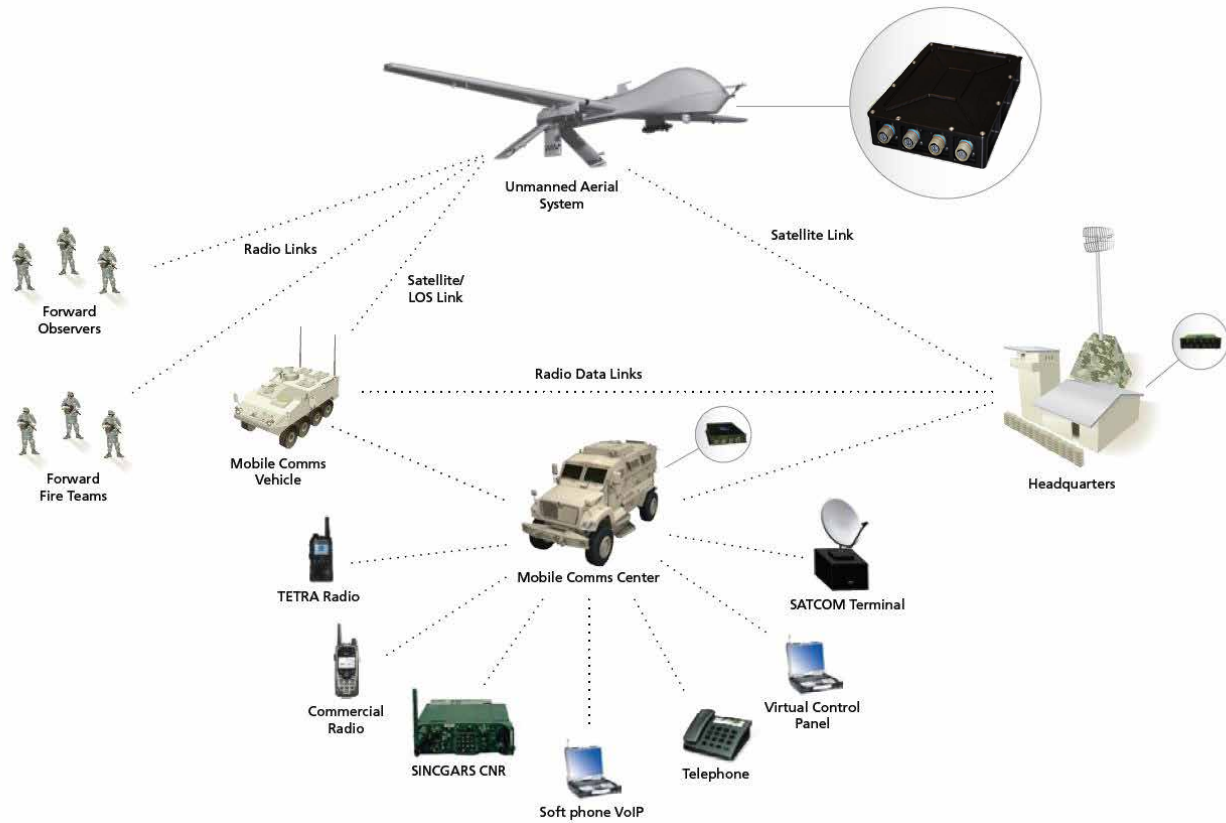 Unmanned Aerial
System
Satellite Link
Radio Links
Satellite/
LOS Link
Forward
Observers
Radio Data Links
Forward
Fire Teams
Mobile Comms
Vehicle
Headquarters
Mobile Comms Center
TETRA Radio
SATCOM Terminal
Commercial
Radio
Virtual Control
Panel
SINCGARS CNR
Telephone
Soft phone VoIP